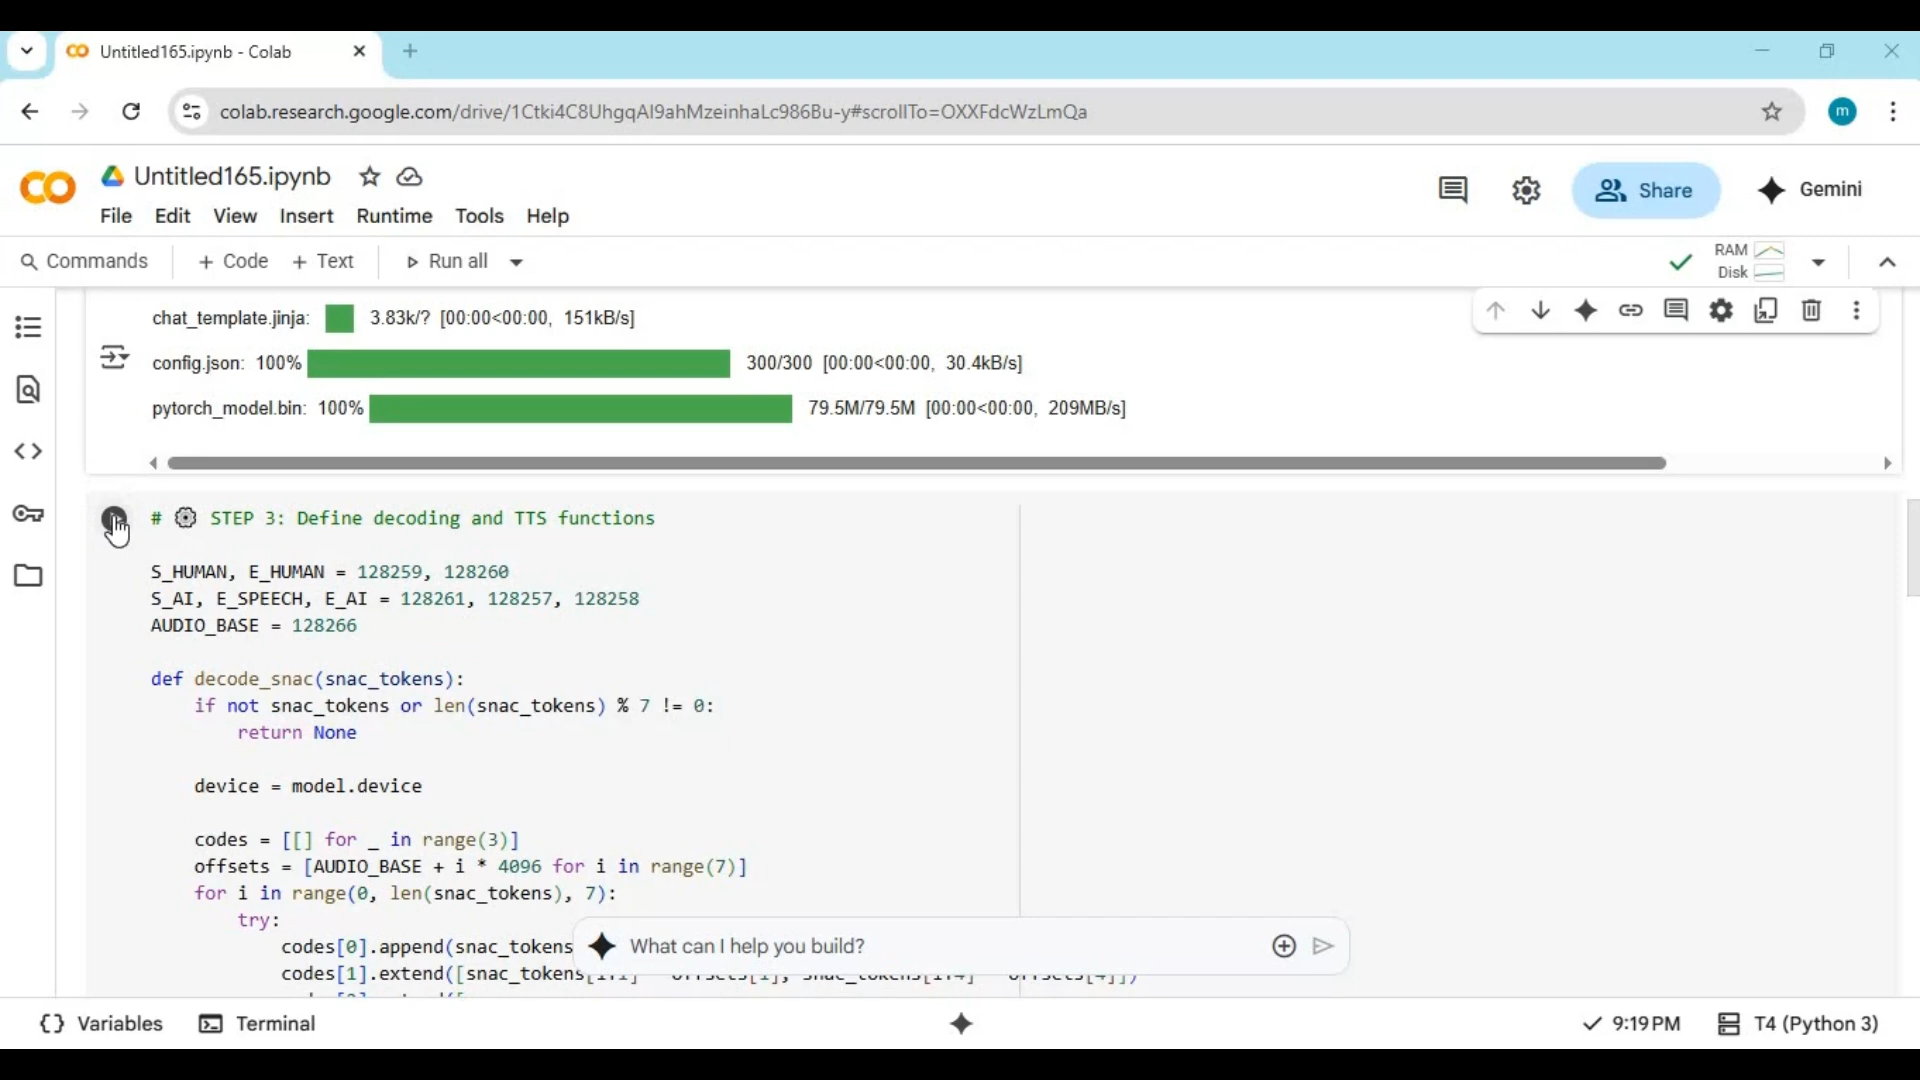 Untitled165.ipynb - Colab
colab.research.google.com/drive/1Ctki4C8UhgqAl9ahMzeinhaLc986Bu-y#scrollTo=OXXFdcWzLmQa
m
Untitled165.ipynb
Share
Gemini
File Edit View Insert Runtime Tools Help
Commands + Code + Text Run all
RAM
Disk
chat_template.jinja: 3.83k/? [00:00<00:00, 151kB/s]
config.json: 100% 300/300 [00:00<00:00, 30.4kB/s]
pytorch_model.bin: 100% 79.5M/79.5M [00:00<00:00, 209MB/s]
# STEP 3: Define decoding and TTS functions
S_HUMAN, E_HUMAN = 128259, 128260
S_AI, E_SPEECH, E_AI = 128261, 128257, 128258
AUDIO_BASE = 128266
def decode_snac(snac_tokens):
if not snac_tokens or len(snac_tokens) % 7 != 0:
return None
device = model.device
codes = [[] for _ in range(3)]
offsets = [AUDIO_BASE + i * 4096 for i in range(7)]
for i in range(0, len(snac_tokens), 7):
try:
codes[0].append(snac_tokens
What can I help you build?
codes[1].extend([snac_tokens
Variables Terminal
9:19 PM T4 (Python 3)